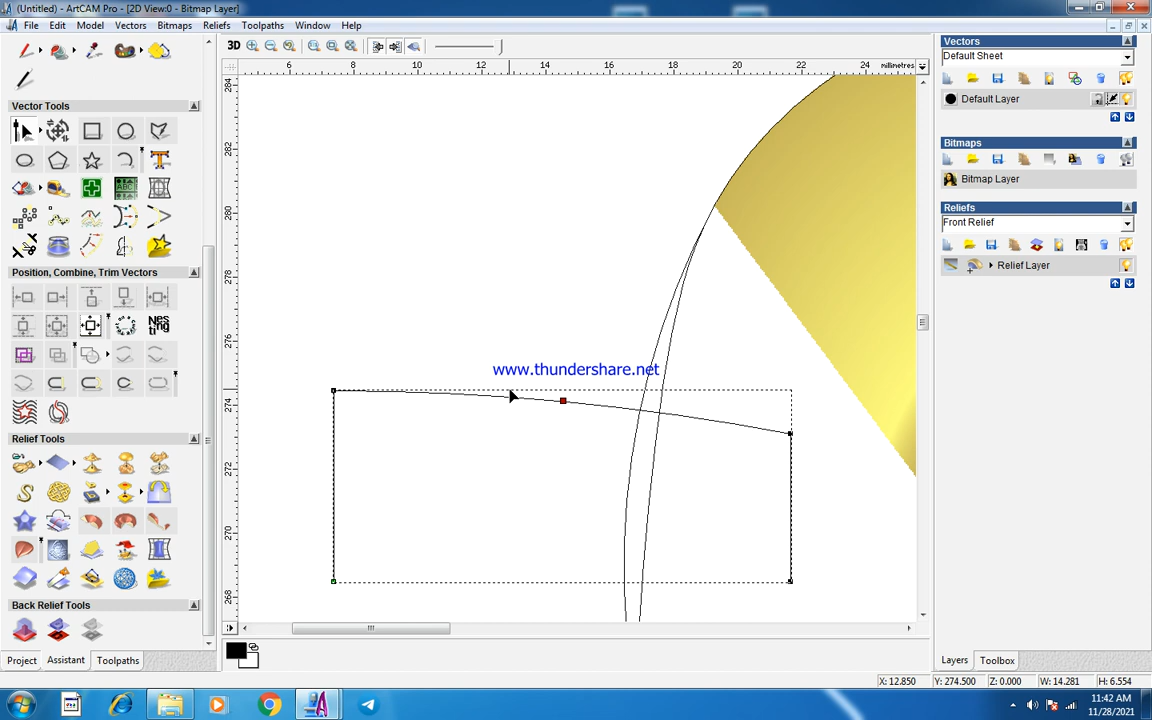 (Untitled) - ArtCAM Pro - [2D View:0 - Bitmap Layer]
File Edit Model Vectors Bitmaps Reliefs Toolpaths Window Help
3D
6 8 10 12 14 16 18 20 22 24 millimetres
284
282
280
278
276
274
272
270
268
Vector Tools
Position, Combine, Trim Vectors
Relief Tools
Back Relief Tools
Project Assistant Toolpaths
www.thundershare.net
Vectors
Default Sheet
Default Layer
Bitmaps
Bitmap Layer
Reliefs
Front Relief
Relief Layer
Layers Toolbox
X: 12.850 Y: 274.500 Z: 0.000 W: 14.281 H: 6.554
11:42 AM
11/28/2021